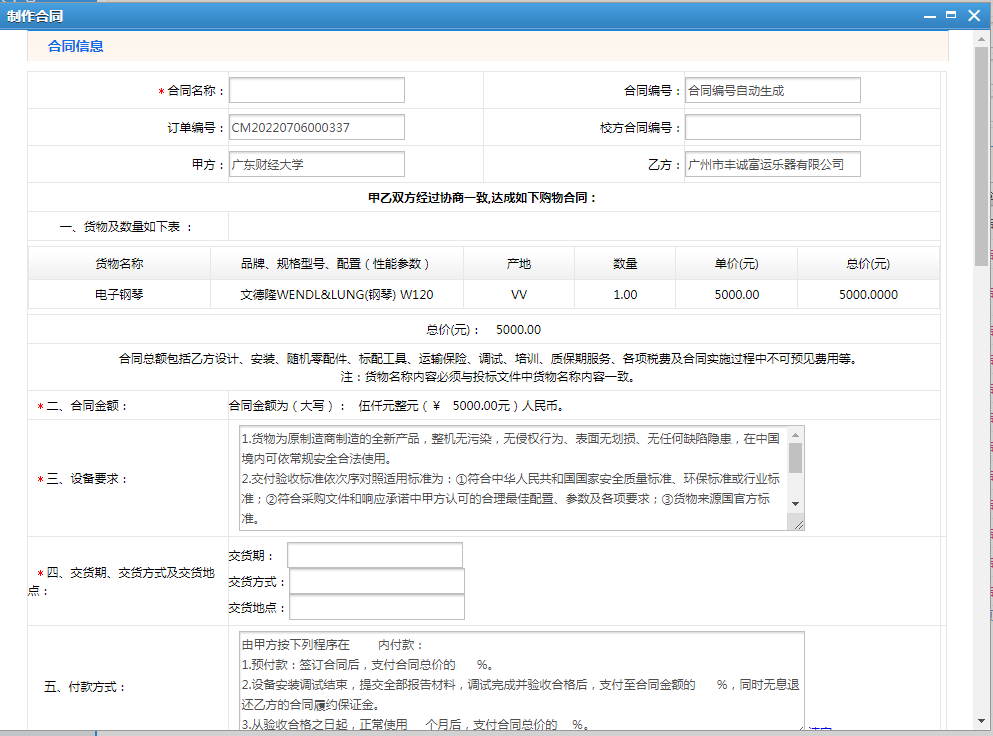 制作合同
合同信息
* 合同名称：
合同编号： 合同编号自动生成
订单编号： CM20220706000337
校方合同编号：
甲方： 广东财经大学
乙方： 广州市丰诚富运乐器有限公司
甲乙双方经过协商一致,达成如下购物合同：
一、货物及数量如下表 ：
货物名称 品牌、规格型号、配置（性能参数） 产地 数量 单价(元) 总价(元)
电子钢琴 文德隆WENDL&LUNG(钢琴) W120 VV 1.00 5000.00 5000.0000
总价(元)： 5000.00
合同总额包括乙方设计、安装、随机零配件、标配工具、运输保险、调试、培训、质保期服务、各项税费及合同实施过程中不可预见费用等。
注：货物名称内容必须与投标文件中货物名称内容一致。
* 二、合同金额： 合同金额为（大写）： 伍仟元整元（￥ 5000.00元）人民币。
* 三、设备要求：
1.货物为原制造商制造的全新产品，整机无污染，无侵权行为、表面无划损、无任何缺陷隐患，在中国
境内可依常规安全合法使用。
2.交付验收标准依次序对照适用标准为：①符合中华人民共和国国家安全质量标准、环保标准或行业标
准；②符合采购文件和响应承诺中甲方认可的合理最佳配置、参数及各项要求；③货物来源国官方标
准。
* 四、交货期、交货方式及交货地
点：
交货期：
交货方式：
交货地点：
五、付款方式：
由甲方按下列程序在 内付款：
1.预付款：签订合同后，支付合同总价的 %。
2.设备安装调试结束，提交全部报告材料，调试完成并验收合格后，支付至合同金额的 %，同时无息退
还乙方的合同履约保证金。
3.从验收合格之日起，正常使用 个月后，支付合同总价的 %。